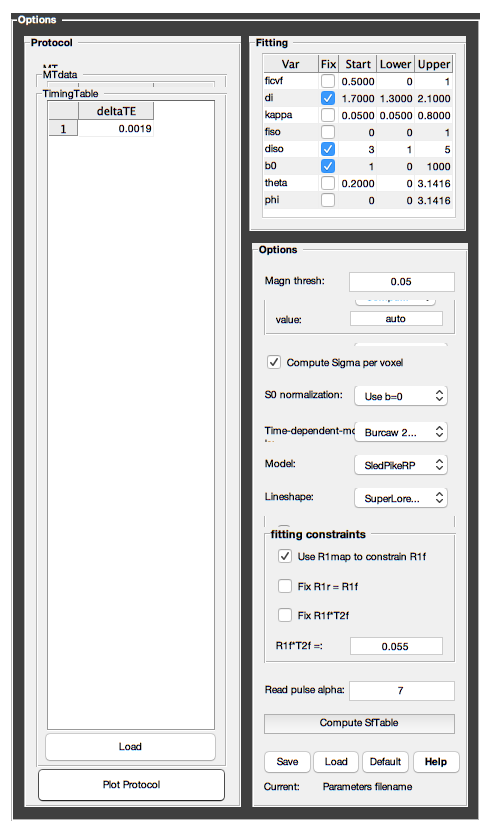 Options
Protocol
MT
MTdata
TimingTable
deltaTE
1 0.0019
Load
Plot Protocol
Fitting
Var Fix Start Lower Upper
ficvf 0.5000 0 1
di 1.7000 1.3000 2.1000
kappa 0.0500 0.0500 0.8000
fiso 0 0 1
diso 3 1 5
b0 1 0 1000
theta 0.2000 0 3.1416
phi 0 0 3.1416
Options
Magn thresh: 0.05
value: auto
Compute Sigma per voxel
S0 normalization: Use b=0
Time-dependent-mo Burcaw 2...
Model: SledPikeRP
Lineshape: SuperLore...
fitting constraints
Use R1map to constrain R1f
Fix R1r = R1f
Fix R1f*T2f
R1f*T2f =: 0.055
Read pulse alpha: 7
Compute SfTable
Save Load Default Help
Current: Parameters filename